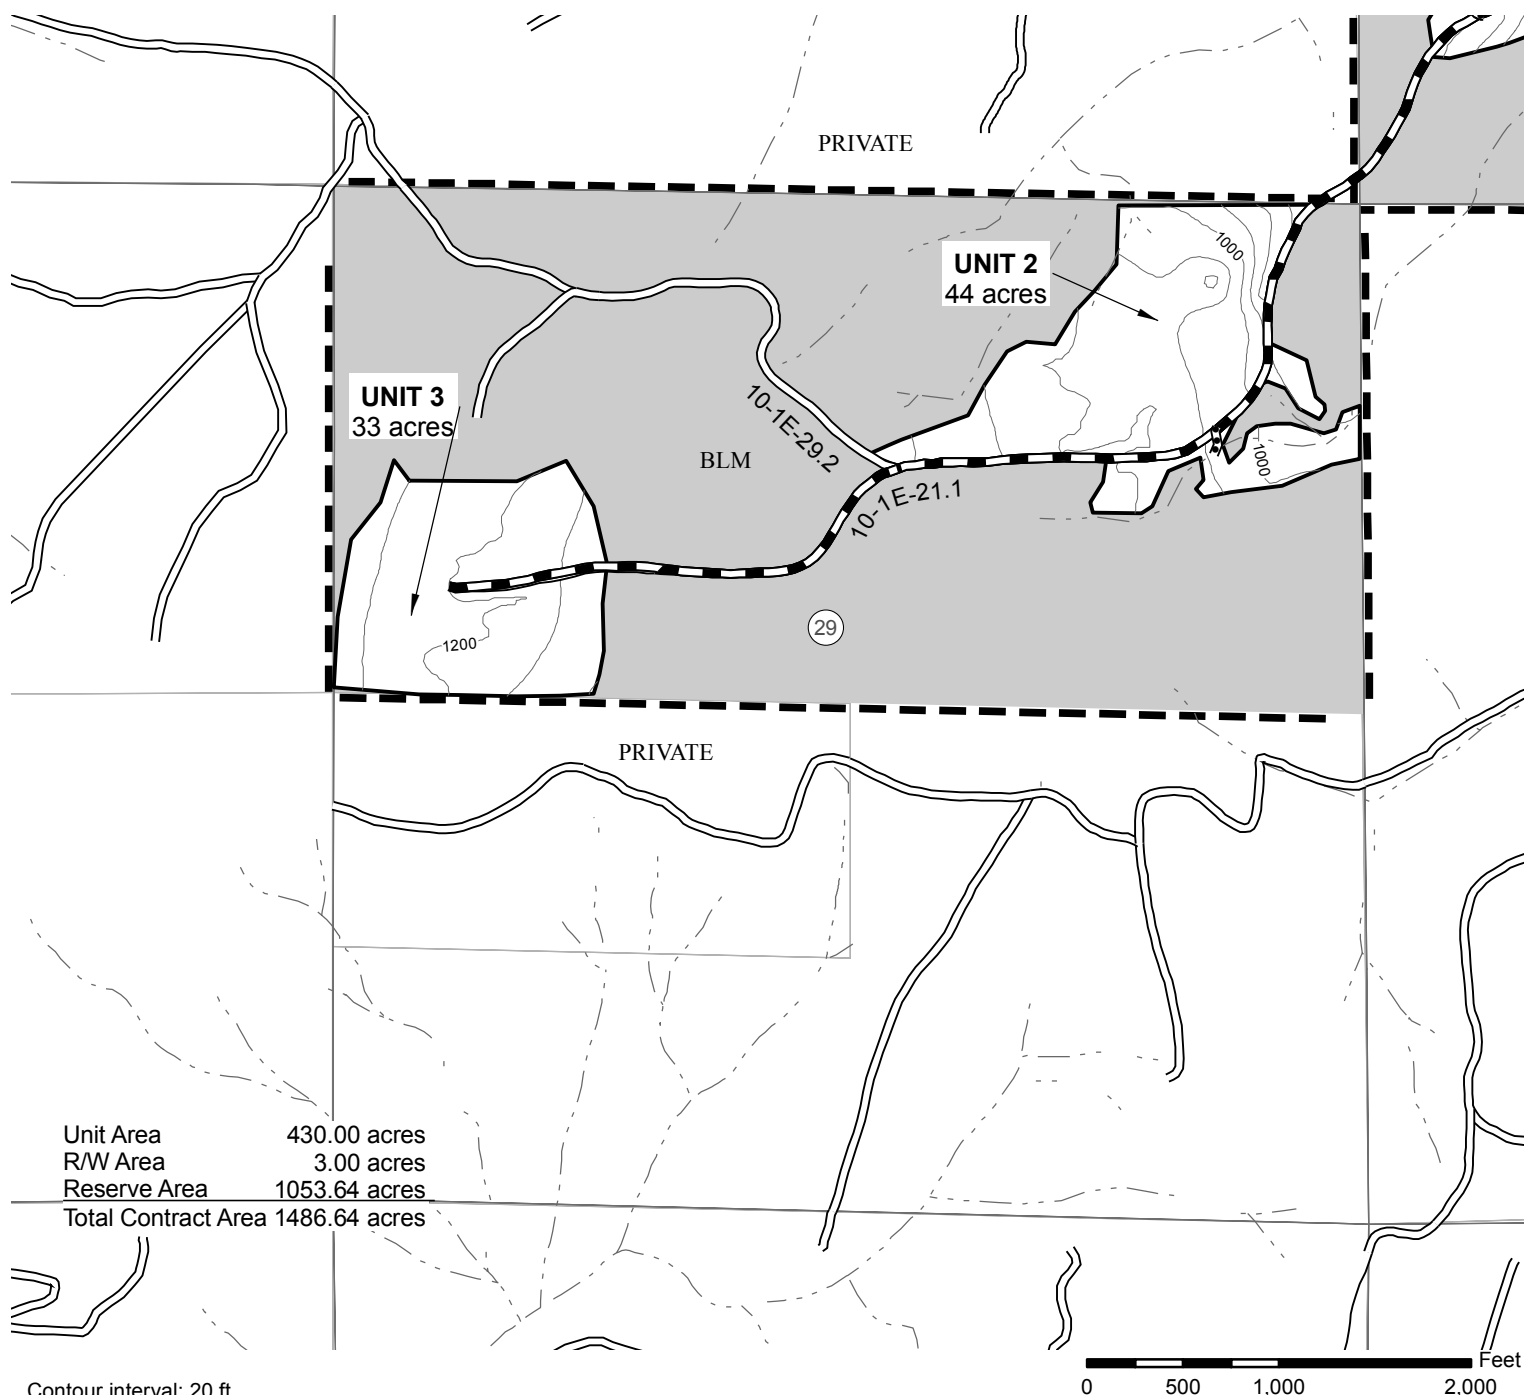 PRIVATE
1000
UNIT 2
44 acres
UNIT 3
33 acres
10-1E-29.2
BLM
1000
10-1E-21.1
29
1200
PRIVATE
Unit Area 430.00 acres
R/W Area 3.00 acres
Reserve Area 1053.64 acres
Total Contract Area 1486.64 acres
Feet
0 500 1,000 2,000
Contour interval: 20 ft